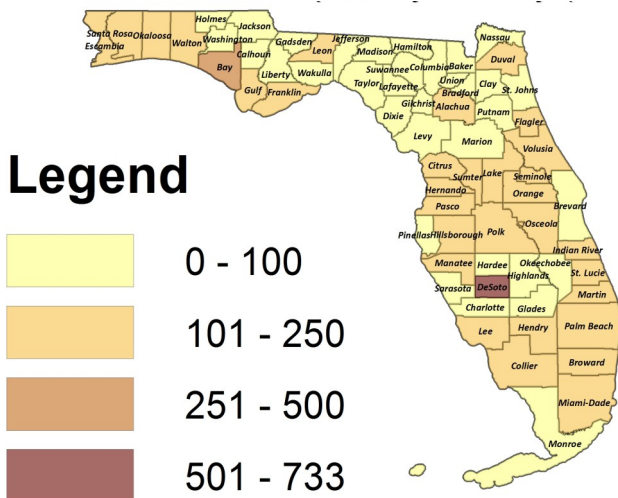 Holmes
Jackson
Santa Rosa
Okaloosa
Walton
Washington
Escambia
Bay
Calhoun
Gadsden
Leon
Jefferson
Madison
Hamilton
Nassau
Liberty
Wakulla
Gulf
Franklin
Taylor
Suwannee
Lafayette
Columbia
Baker
Duval
Union
Bradford
Clay
St. Johns
Dixie
Gilchrist
Alachua
Putnam
Flagler
Levy
Marion
Volusia
Citrus
Sumter
Lake
Seminole
Hernando
Orange
Pasco
Brevard
Pinellas
Hillsborough
Polk
Osceola
Indian River
Manatee
Hardee
Okeechobee
Highlands
St. Lucie
Sarasota
DeSoto
Martin
Charlotte
Glades
Lee
Hendry
Palm Beach
Collier
Broward
Miami-Dade
Monroe
Legend
0 - 100
101 - 250
251 - 500
501 - 733